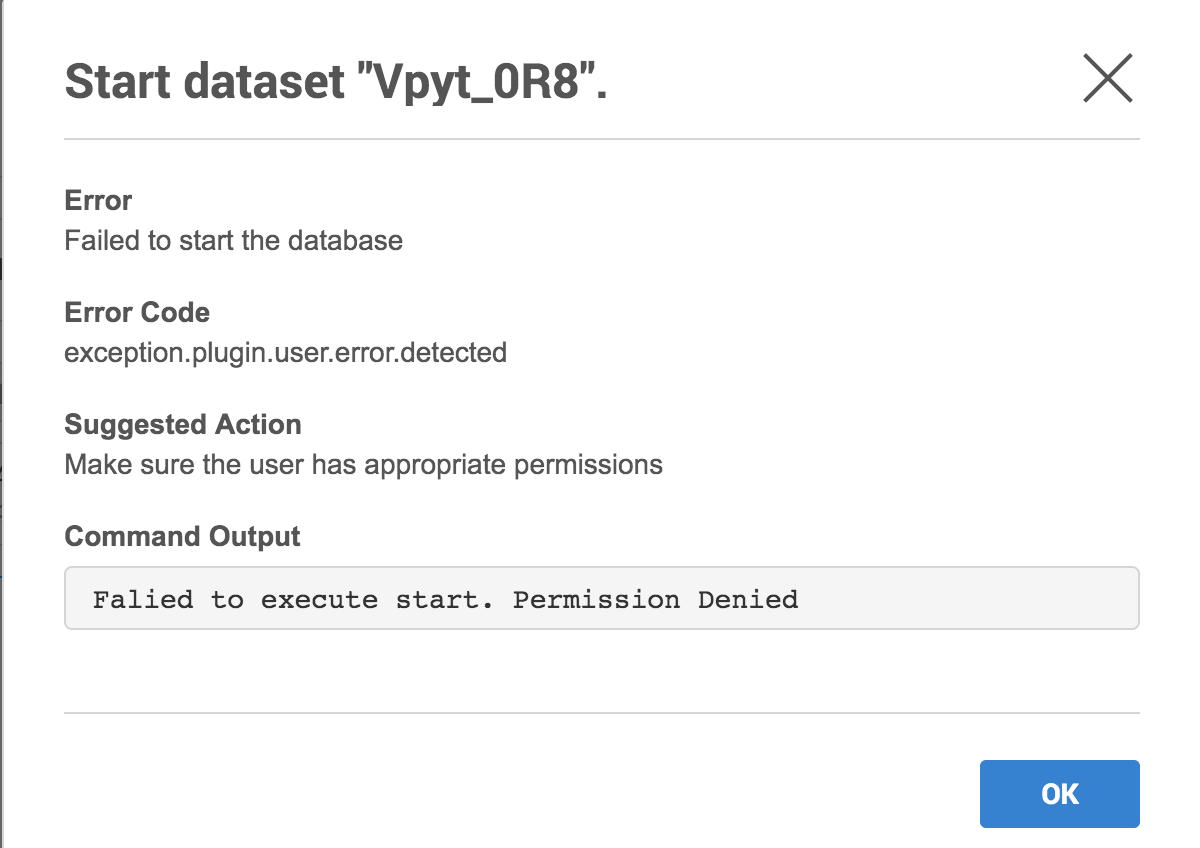 Start dataset "Vpyt_0R8".
Error
Failed to start the database
Error Code
exception.plugin.user.error.detected
Suggested Action
Make sure the user has appropriate permissions
Command Output
Falied to execute start. Permission Denied
OK